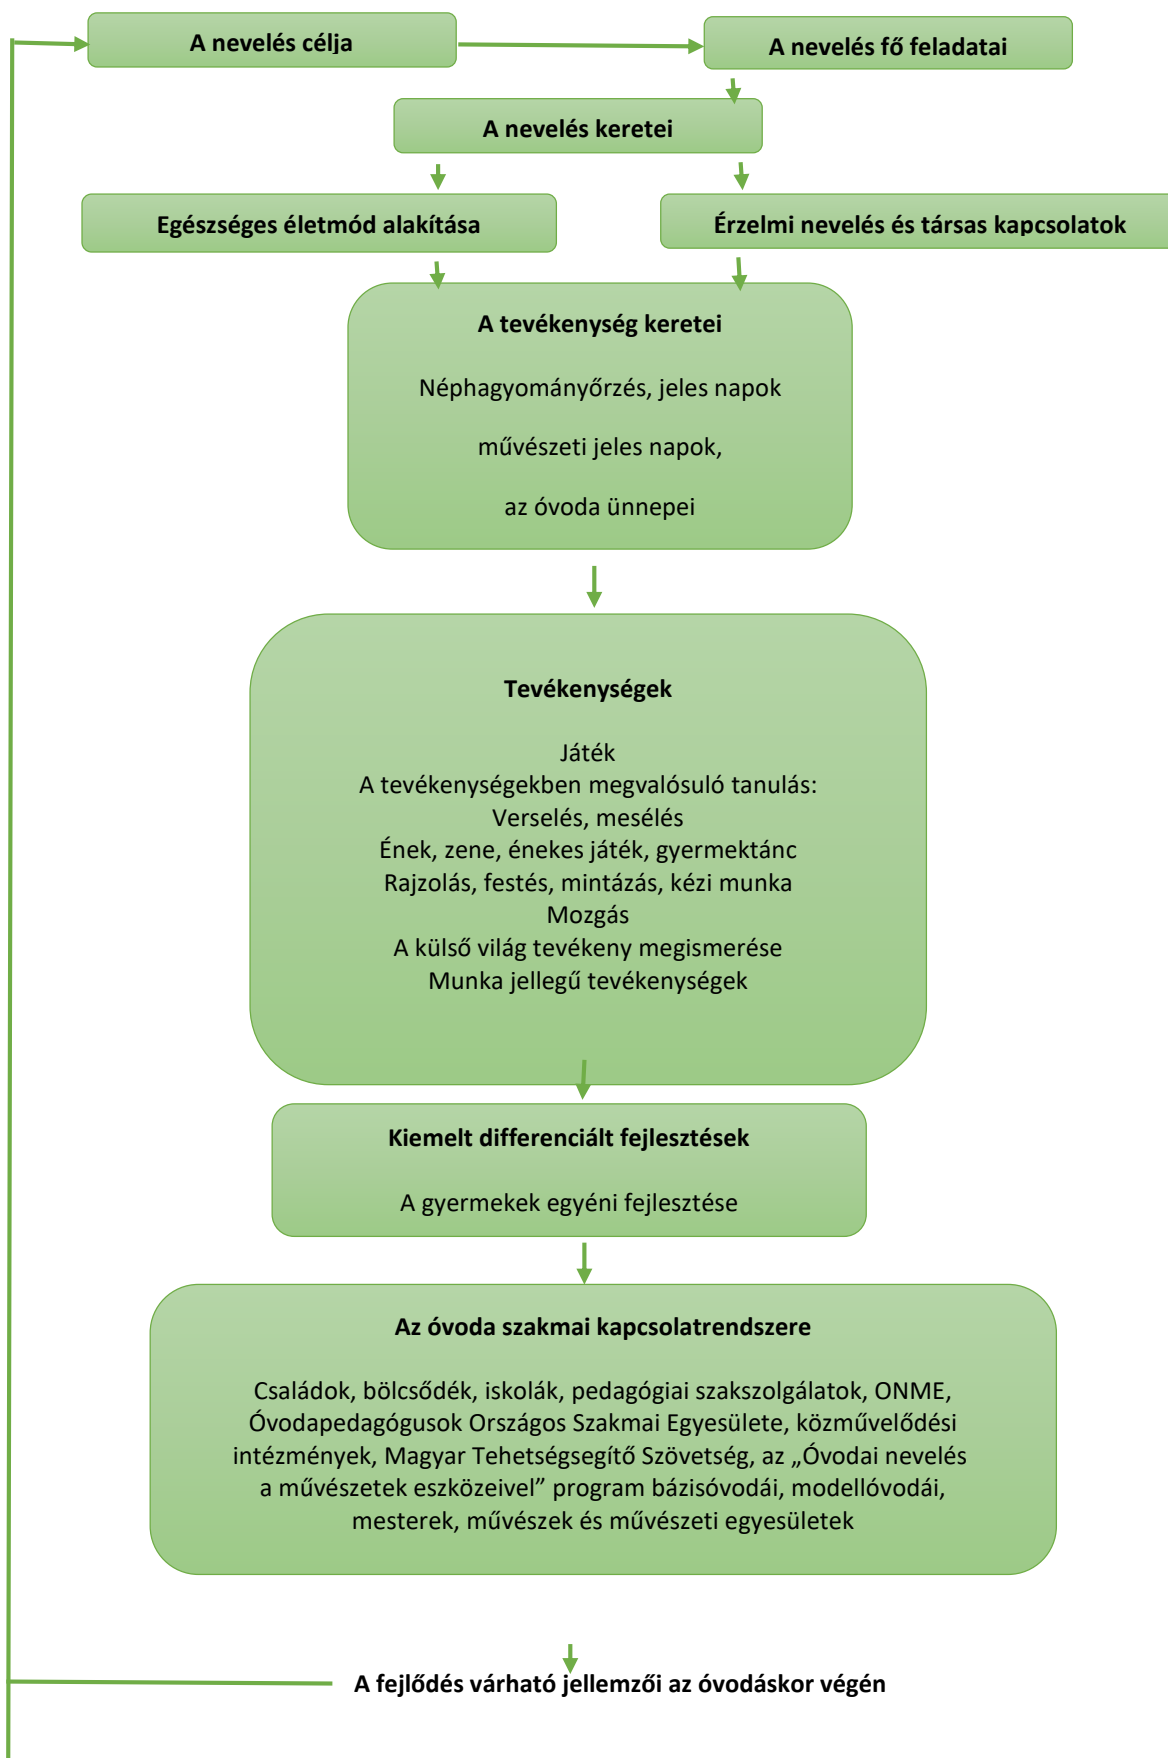 A nevelés célja
A nevelés fő feladatai
A nevelés keretei
Egészséges életmód alakítása
Érzelmi nevelés és társas kapcsolatok
A tevékenység keretei
Néphagyományőrzés, jeles napok
művészeti jeles napok,
az óvoda ünnepei
Tevékenységek
Játék
A tevékenységekben megvalósuló tanulás:
Verselés, mesélés
Ének, zene, énekes játék, gyermektánc
Rajzolás, festés, mintázás, kézi munka
Mozgás
A külső világ tevékeny megismerése
Munka jellegű tevékenységek
Kiemelt differenciált fejlesztések
A gyermekek egyéni fejlesztése
Az óvoda szakmai kapcsolatrendszere
Családok, bölcsődék, iskolák, pedagógiai szakszolgálatok, ONME,
Óvodapedagógusok Országos Szakmai Egyesülete, közművelődési
intézmények, Magyar Tehetségsegítő Szövetség, az „Óvodai nevelés
a művészetek eszközeivel” program bázisóvodái, modellóvodái,
mesterek, művészek és művészeti egyesületek
A fejlődés várható jellemzői az óvodáskor végén